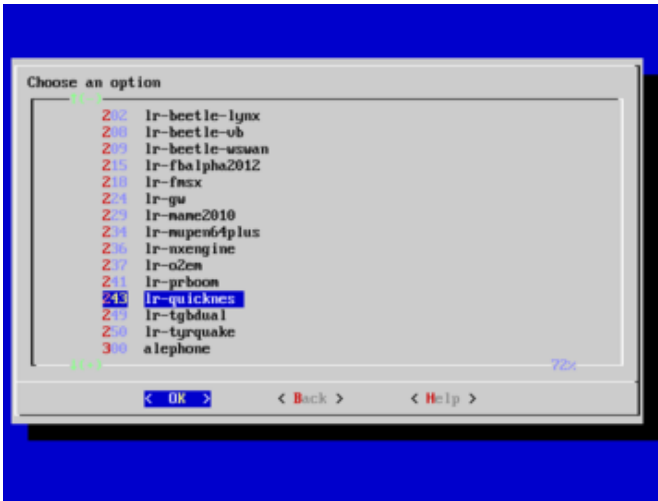 Choose an option
202 lr-beetle-lynx
208 lr-beetle-vb
209 lr-beetle-wswan
215 lr-fbalpha2012
218 lr-fmsx
224 lr-gw
229 lr-mame2010
234 lr-mupen64plus
236 lr-nxengine
237 lr-o2em
241 lr-prboom
243 lr-quicknes
249 lr-tgbdual
250 lr-tyrquake
300 alephone
72%
< OK > < Back > < Help >